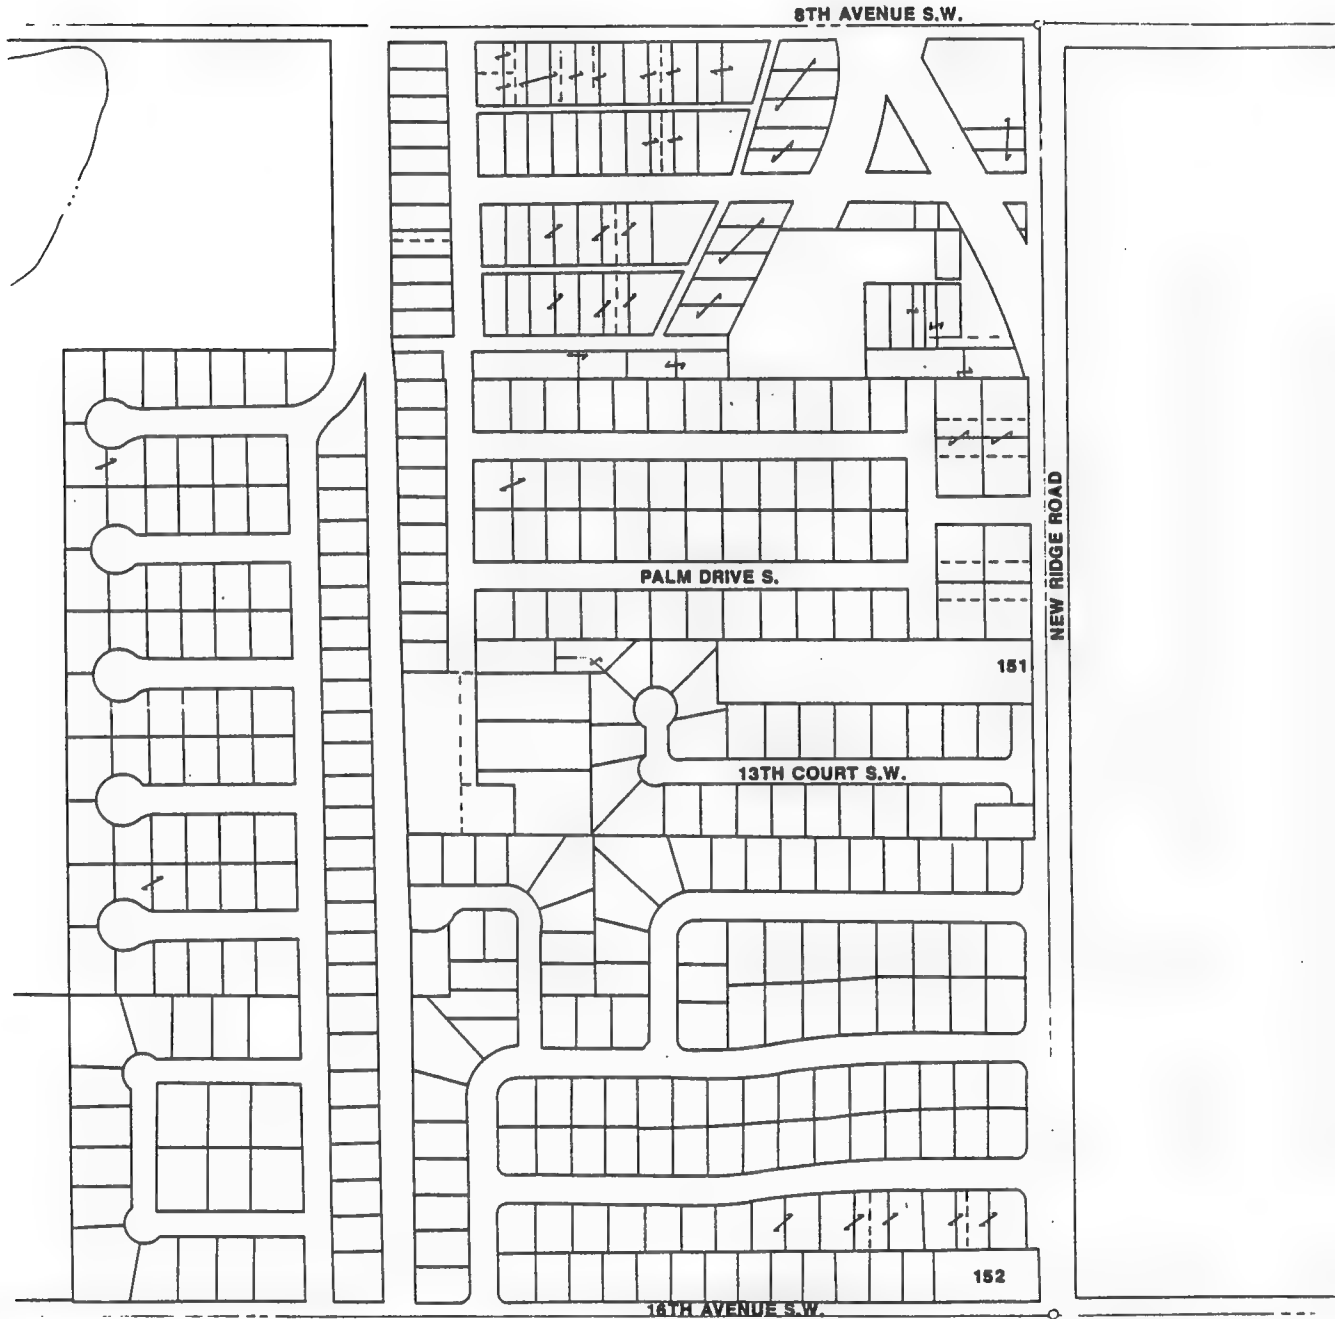 8TH AVENUE S.W.
NEW RIDGE ROAD
PALM DRIVE S.
151
13TH COURT S.W.
152
16TH AVENUE S.W.